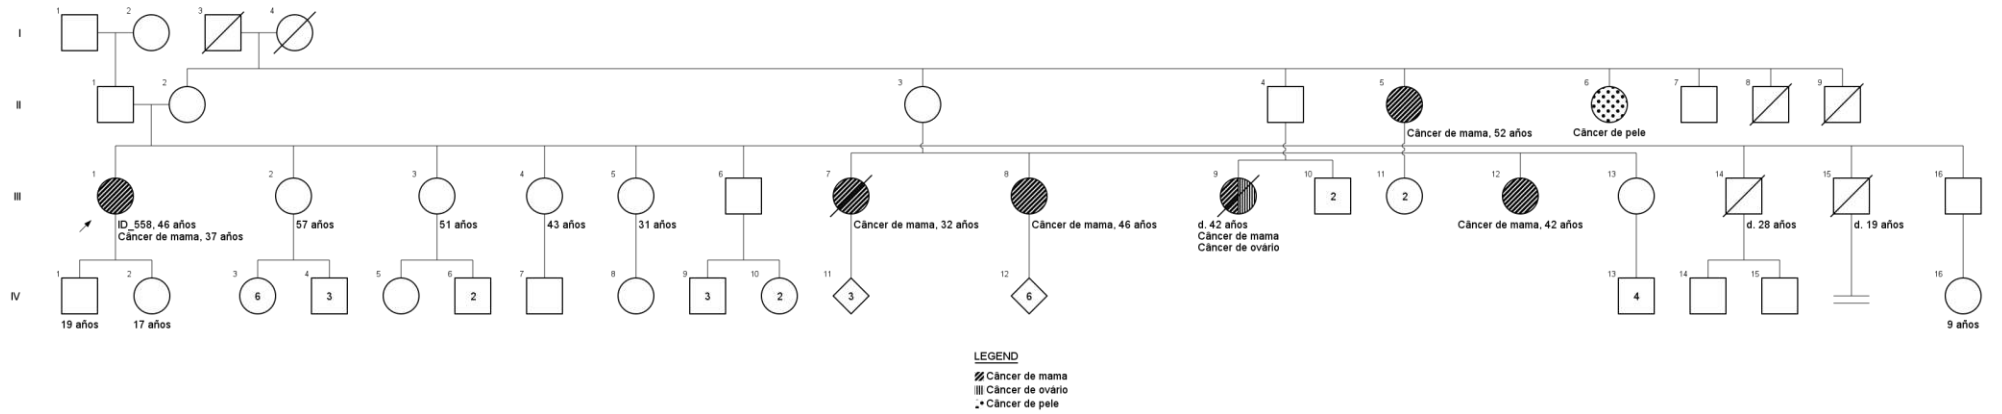 1 2 3 4
I
1 2 3 4 5 6 7 8 9
II
Câncer de mama, 52 años
Câncer de pele
1 2 3 4 5 6 7 8 9 10 11 12 13 14 15 16
III
2 2
ID_558, 46 años
Câncer de mama, 37 años
57 años
51 años
43 años
31 años
Câncer de mama, 32 años
Câncer de mama, 46 años
d. 42 años
Câncer de mama
Câncer de ovário
Câncer de mama, 42 años
d. 28 años
d. 19 años
1 2 3 4 5 6 7 8 9 10 11 12 13 14 15 16
IV
6 3 2 3 2 3 6 4
19 años
17 años
9 años
LEGEND
Câncer de mama
Câncer de ovário
Câncer de pele